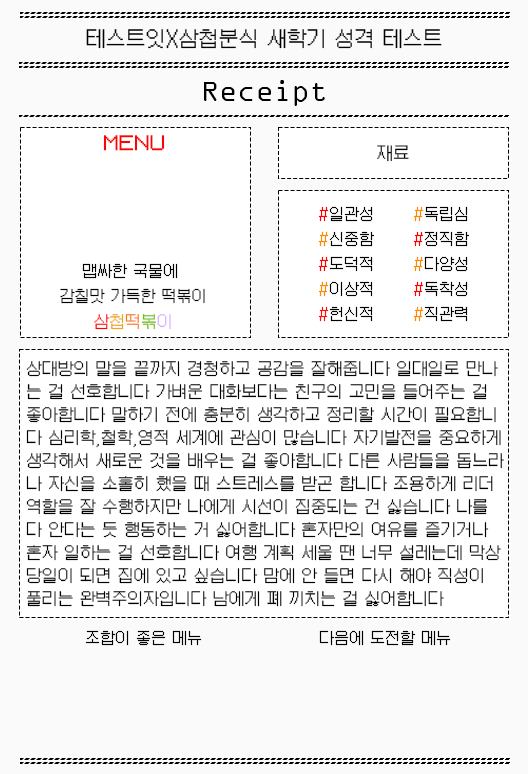 테스트잇X삼첩분식 새학기 성격 테스트
Receipt
MENU
맵싸한 국물에
감칠맛 가득한 떡볶이
삼첩떡볶이
재료
#일관성 #독립심
#신중함 #정직함
#도덕적 #다양성
#이상적 #독창성
#헌신적 #직관력
상대방의 말을 끝까지 경청하고 공감을 잘해줍니다 일대일로 만나
는 걸 선호합니다 가벼운 대화보다는 친구의 고민을 들어주는 걸
좋아합니다 말하기 전에 충분히 생각하고 정리할 시간이 필요합니
다 심리학,철학,영적 세계에 관심이 많습니다 자기발전을 중요하게
생각해서 새로운 것을 배우는 걸 좋아합니다 다른 사람들을 돕느라
나 자신을 소홀히 했을 때 스트레스를 받곤 합니다 조용하게 리더
역할을 잘 수행하지만 나에게 시선이 집중되는 건 싫습니다 나를
다 안다는 듯 행동하는 거 싫어합니다 혼자만의 여유를 즐기거나
혼자 일하는 걸 선호합니다 여행 계획 세울 땐 너무 설레는데 막상
당일이 되면 집에 있고 싶습니다 맘에 안 들면 다시 해야 직성이
풀리는 완벽주의자입니다 남에게 폐 끼치는 걸 싫어합니다
조합이 좋은 메뉴 다음에 도전할 메뉴